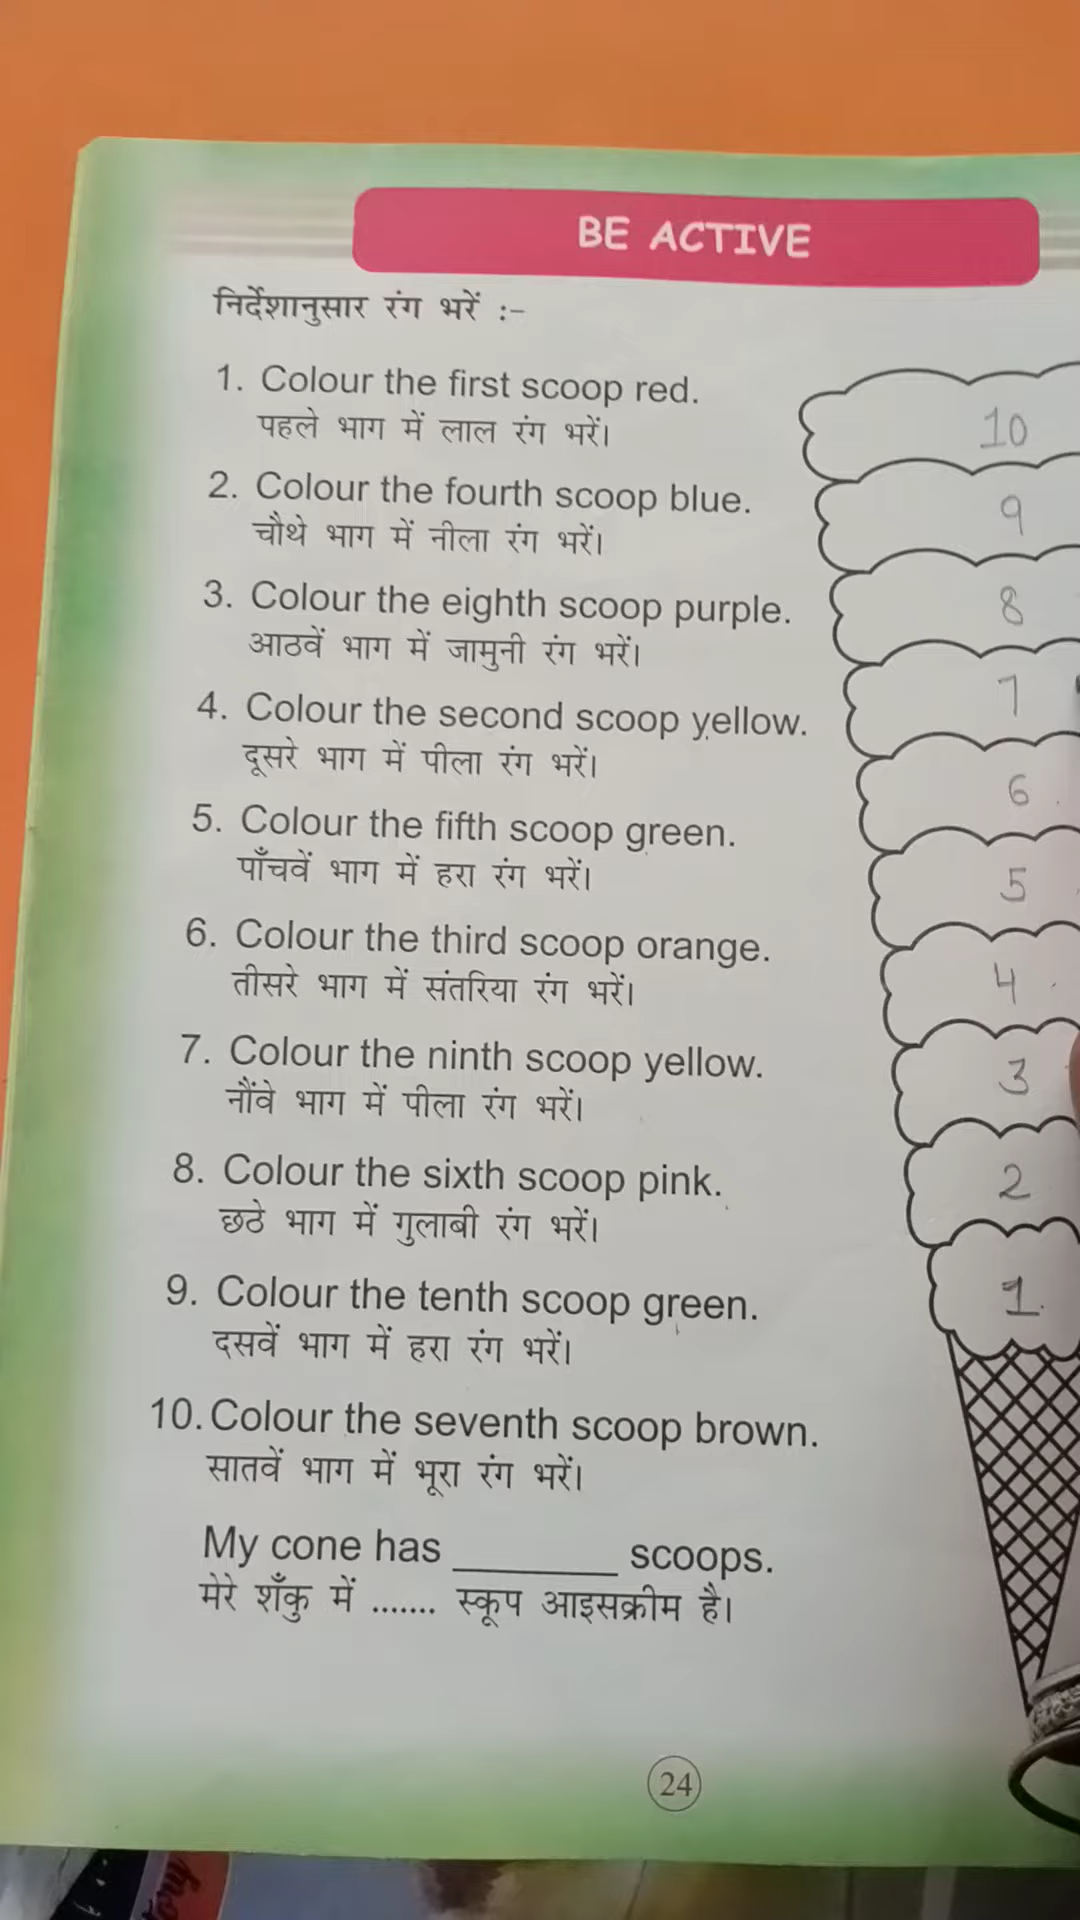 BE ACTIVE
निर्देशानुसार रंग भरें :-
1. Colour the first scoop red.
पहले भाग में लाल रंग भरें।
2. Colour the fourth scoop blue.
चौथे भाग में नीला रंग भरें।
3. Colour the eighth scoop purple.
आठवें भाग में जामुनी रंग भरें।
4. Colour the second scoop yellow.
दूसरे भाग में पीला रंग भरें।
5. Colour the fifth scoop green.
पाँचवें भाग में हरा रंग भरें।
6. Colour the third scoop orange.
तीसरे भाग में संतरिया रंग भरें।
7. Colour the ninth scoop yellow.
नौंवे भाग में पीला रंग भरें।
8. Colour the sixth scoop pink.
छठे भाग में गुलाबी रंग भरें।
9. Colour the tenth scoop green.
दसवें भाग में हरा रंग भरें।
10. Colour the seventh scoop brown.
सातवें भाग में भूरा रंग भरें।
My cone has ________ scoops.
मेरे शँकु में ....... स्कूप आइसक्रीम है।
10
9
8
7
6
5
4
3
2
1
24